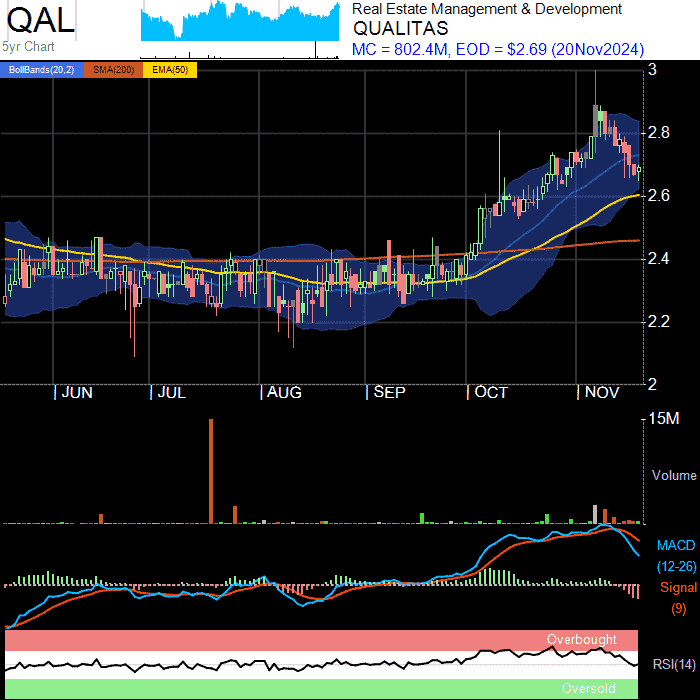 QAL
5yr Chart
Real Estate Management & Development
QUALITAS
MC = 802.4M, EOD = $2.69 (20Nov2024)
BollBands(20,2) SMA(200) EMA(50)
3
2.8
2.6
2.4
2.2
2
JUN JUL AUG SEP OCT NOV
15M
Volume
MACD
(12-26)
Signal
(9)
Overbought
RSI(14)
Oversold